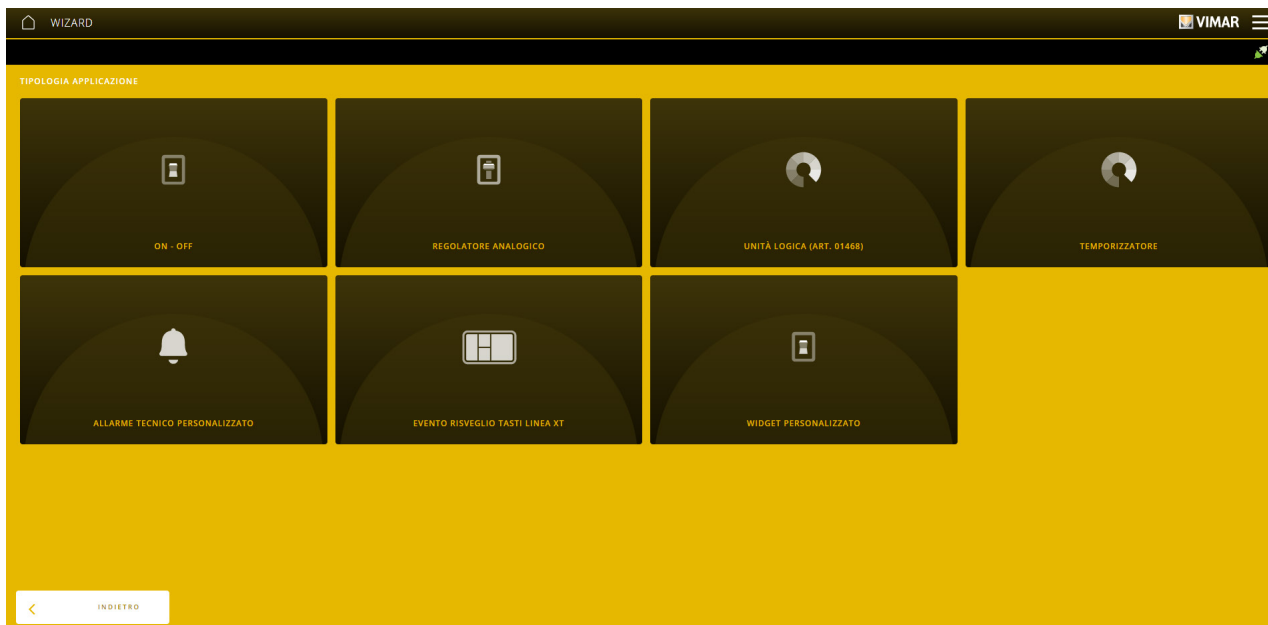 WIZARD
VIMAR
TIPOLOGIA APPLICAZIONE
ON - OFF
REGOLATORE ANALOGICO
UNITÀ LOGICA (ART. 01468)
TEMPORIZZATORE
ALLARME TECNICO PERSONALIZZATO
EVENTO RISVEGLIO TASTI LINEA XT
WIDGET PERSONALIZZATO
INDIETRO